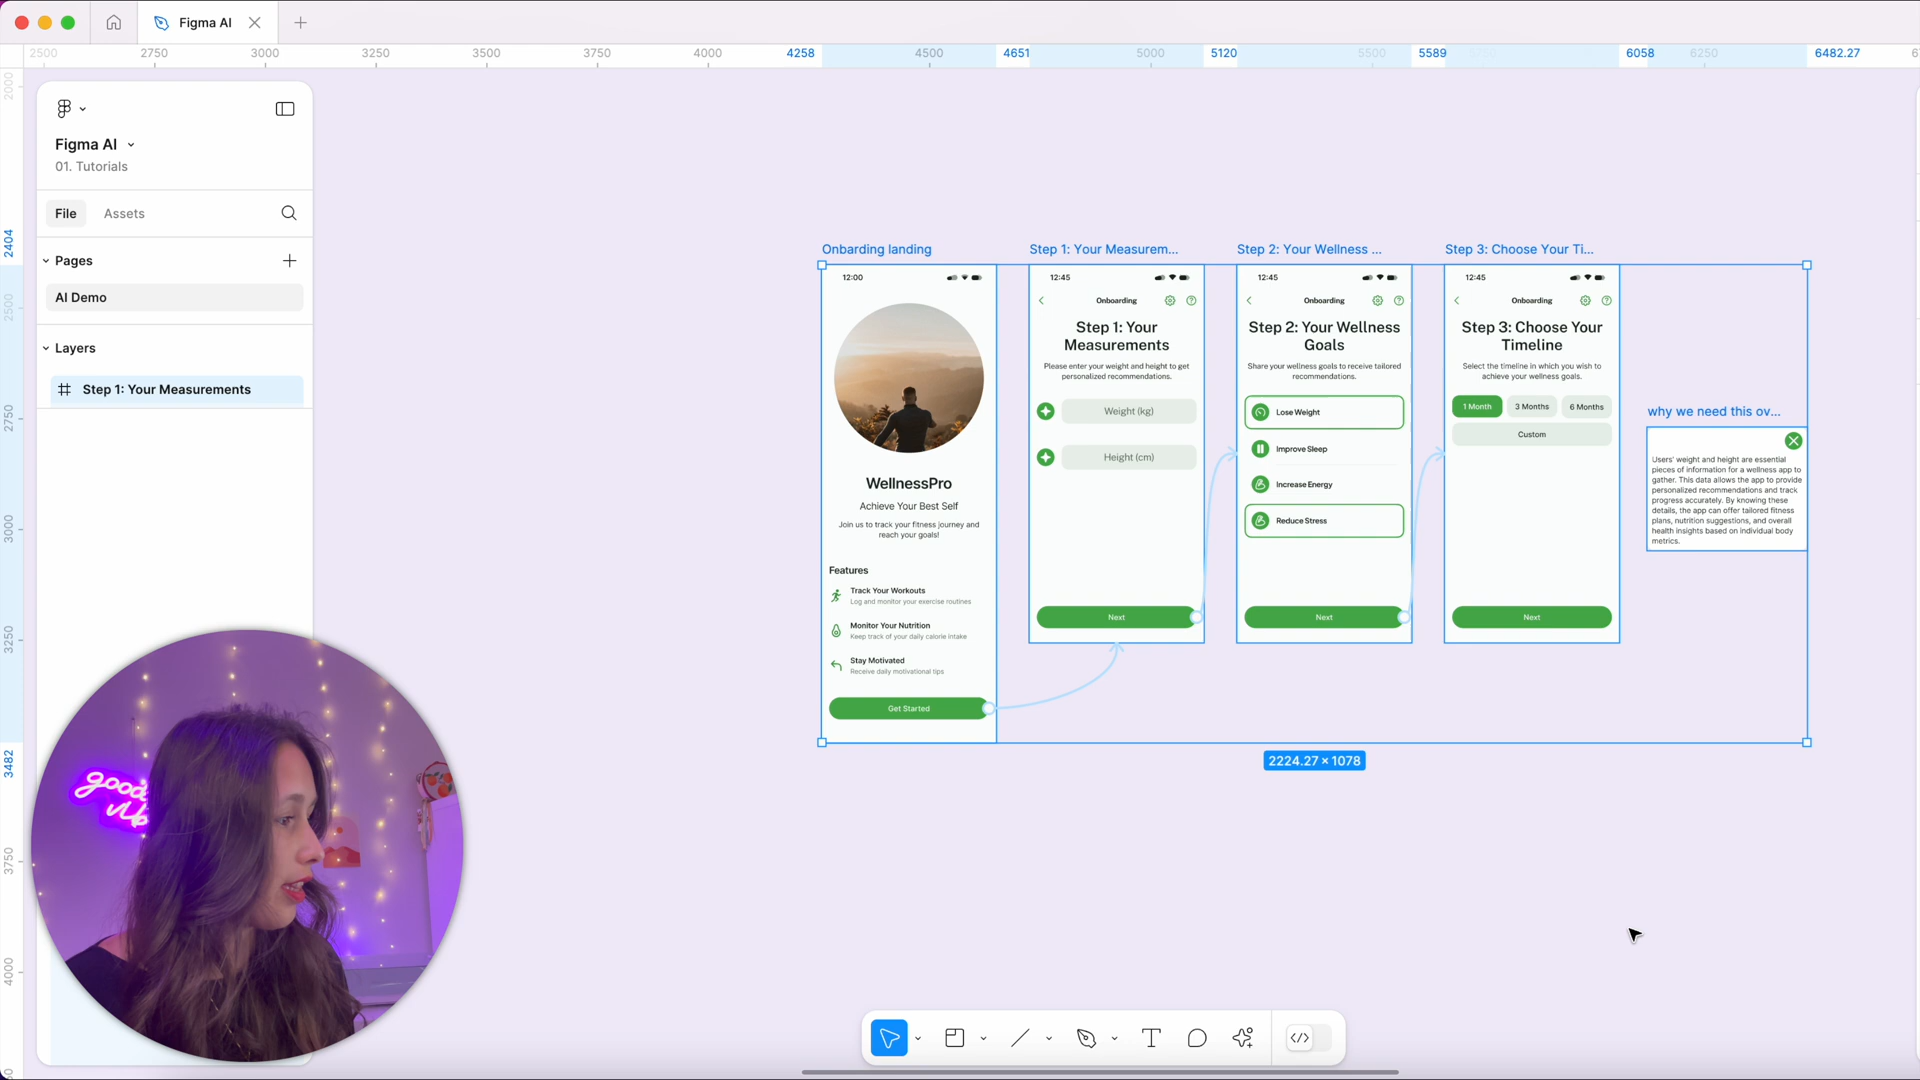 Figma AI
2500
2750
3000
3250
3500
3750
4000
4258
4500
4651
5000
5120
5500
5589
6058
6250
6482.27
2000
2404
2500
2750
3000
3250
3482
3750
4000
Figma AI
01. Tutorials
File
Assets
Pages
AI Demo
Layers
Step 1: Your Measurements
good
Onbarding landing
12:00
WellnessPro
Achieve Your Best Self
Join us to track your fitness journey and
reach your goals!
Features
Track Your Workouts
Log and monitor your exercise routines
Monitor Your Nutrition
Keep track of your daily calorie intake
Stay Motivated
Receive daily motivational tips
Get Started
Step 1: Your Measurem...
12:45
Onboarding
Step 1: Your
Measurements
Please enter your weight and height to get
personalized recommendations.
Weight (kg)
Height (cm)
Next
Step 2: Your Wellness ...
12:45
Onboarding
Step 2: Your Wellness
Goals
Share your wellness goals to receive tailored
recommendations.
Lose Weight
Improve Sleep
Increase Energy
Reduce Stress
Next
Step 3: Choose Your Ti...
12:45
Onboarding
Step 3: Choose Your
Timeline
Select the timeline in which you wish to
achieve your wellness goals.
1 Month
3 Months
6 Months
Custom
Next
why we need this ov...
Users' weight and height are essential
pieces of information for a wellness app to
gather. This data allows the app to provide
personalized recommendations and track
progress accurately. By knowing these
details, the app can offer tailored fitness
plans, nutrition suggestions, and overall
health insights based on individual body
metrics.
2224.27 × 1078